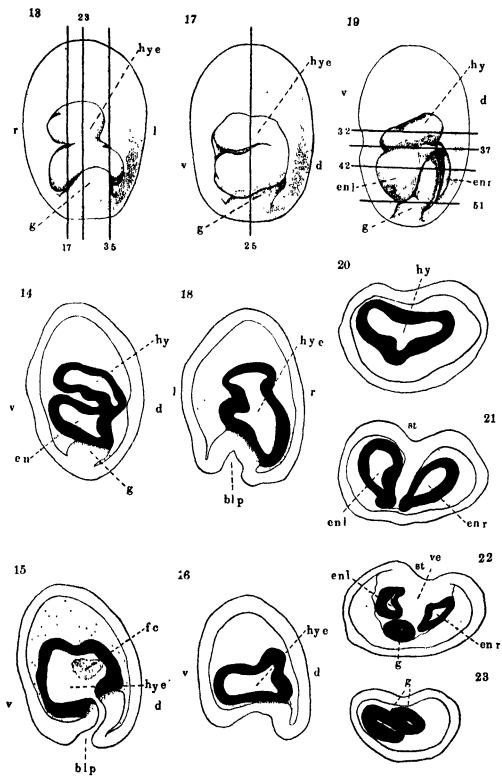 13 23 17 19
hye hye hy
r l v d v d
32 37
42
enl enr
g g g 51
17 35 25
14 18 20
hy hy
hye
v d l r
21
st
en g
blp enl enr
15 16 22
ve
st
enl
fc
hye hye enr
g
v d v d
g
23
blp